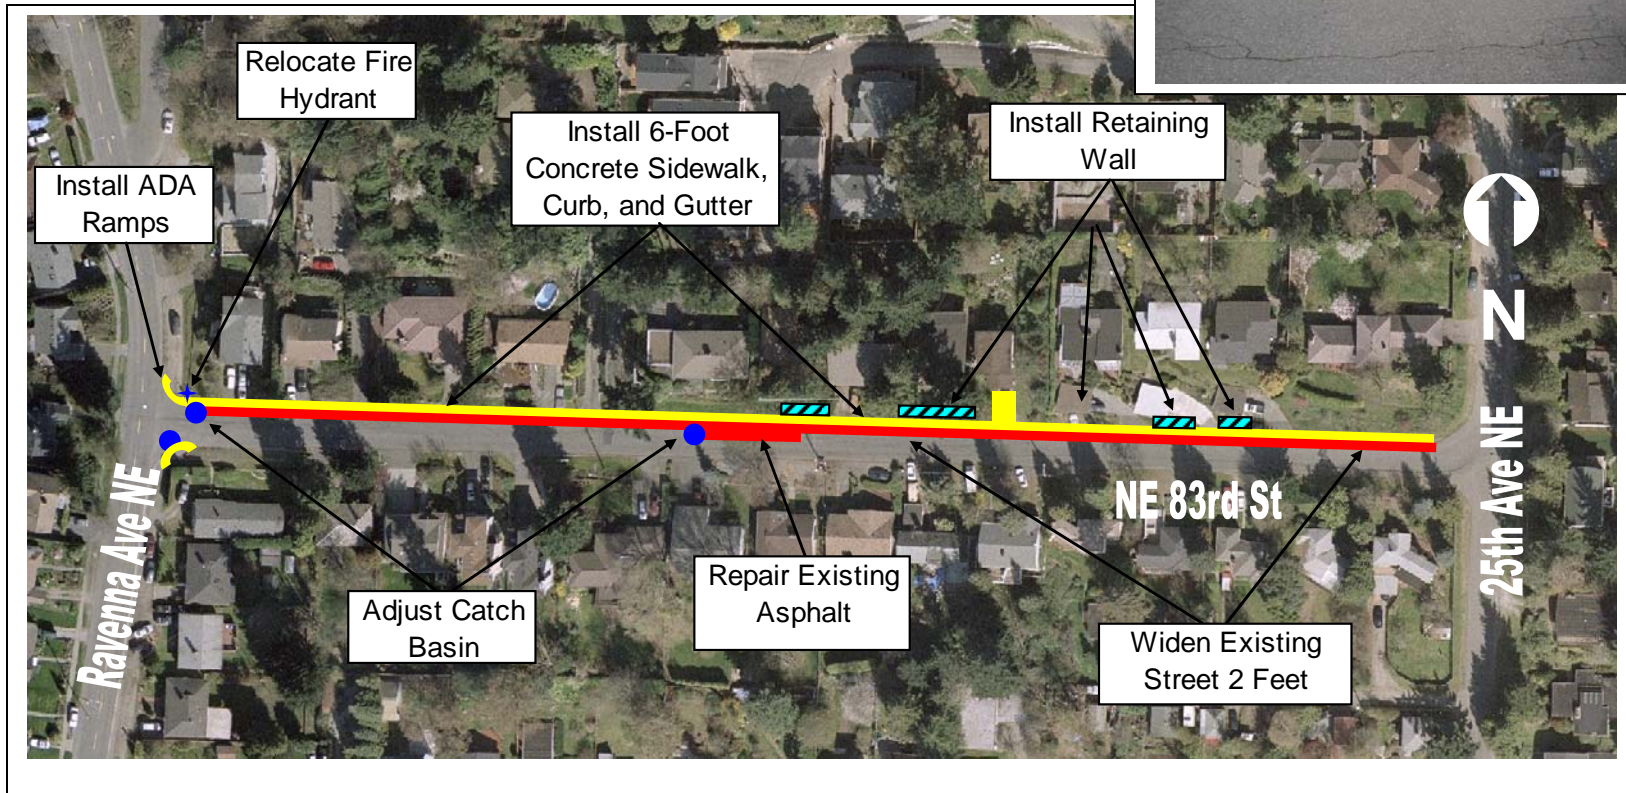 Relocate Fire
Hydrant
Install 6-Foot
Concrete Sidewalk,
Curb, and Gutter
Install Retaining
Wall
Install ADA
Ramps
N
NE 83rd St
25th Ave NE
Ravenna Ave NE
Adjust Catch
Basin
Repair Existing
Asphalt
Widen Existing
Street 2 Feet